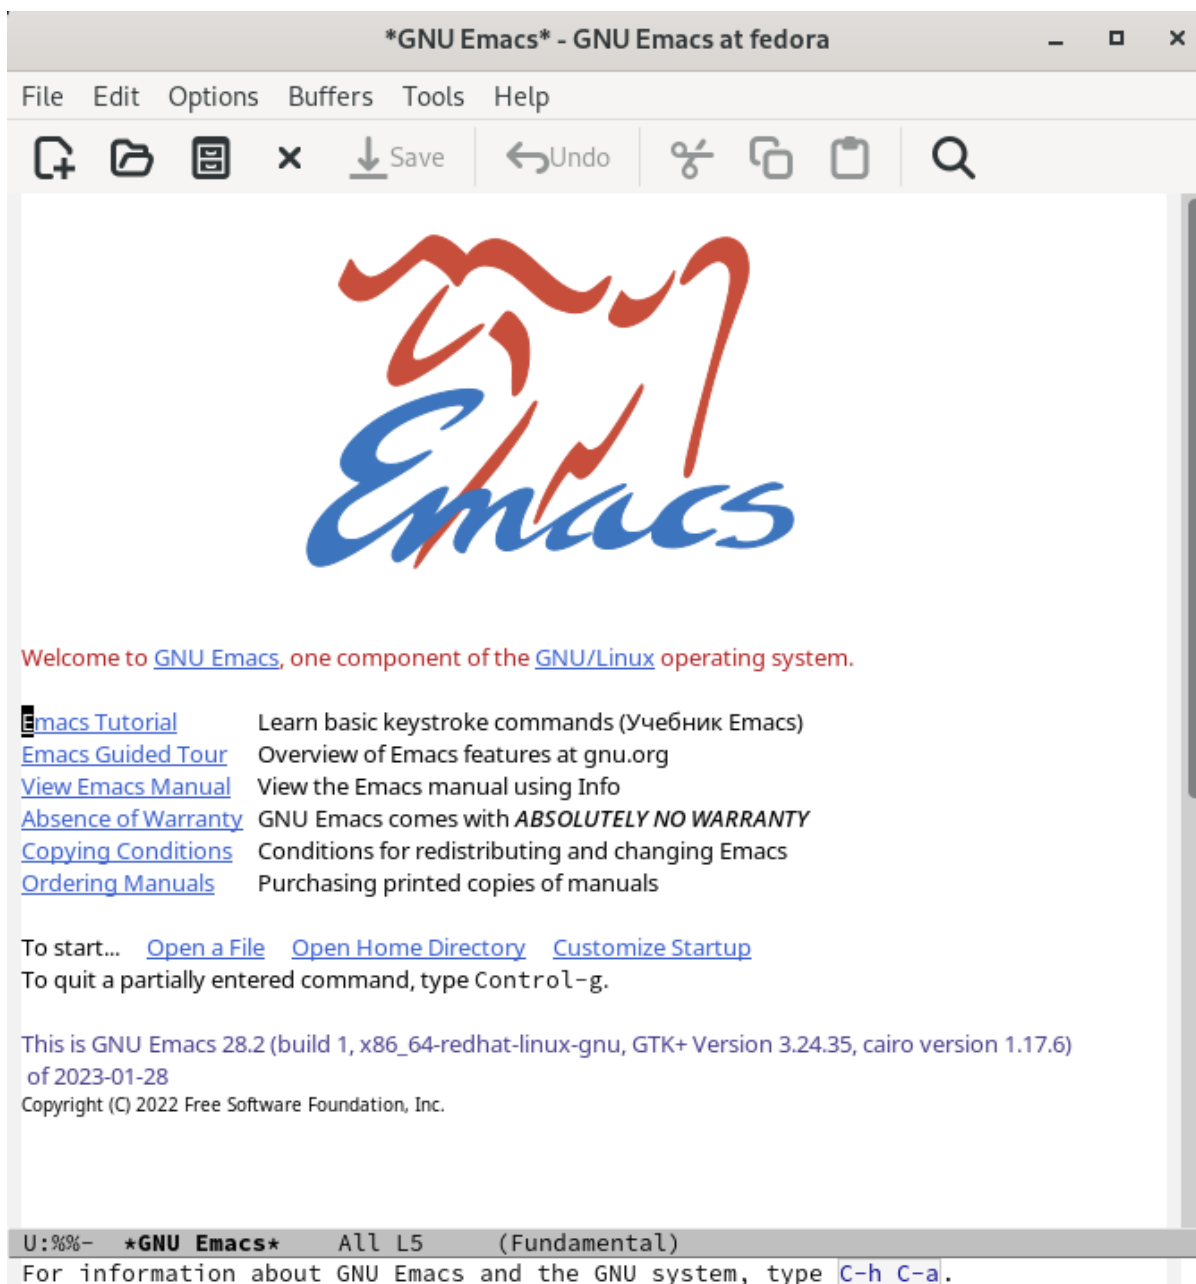 *GNU Emacs* - GNU Emacs at fedora
File Edit Options Buffers Tools Help
Save Undo
Emacs
Welcome to GNU Emacs, one component of the GNU/Linux operating system.
Emacs Tutorial Learn basic keystroke commands (Учебник Emacs)
Emacs Guided Tour Overview of Emacs features at gnu.org
View Emacs Manual View the Emacs manual using Info
Absence of Warranty GNU Emacs comes with ABSOLUTELY NO WARRANTY
Copying Conditions Conditions for redistributing and changing Emacs
Ordering Manuals Purchasing printed copies of manuals
To start... Open a File Open Home Directory Customize Startup
To quit a partially entered command, type Control-g.
This is GNU Emacs 28.2 (build 1, x86_64-redhat-linux-gnu, GTK+ Version 3.24.35, cairo version 1.17.6)
of 2023-01-28
Copyright (C) 2022 Free Software Foundation, Inc.
U:%%- *GNU Emacs* All L5 (Fundamental)
For information about GNU Emacs and the GNU system, type C-h C-a.